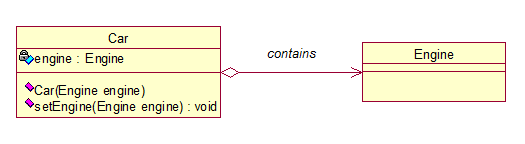 Car
engine : Engine
Car(Engine engine)
setEngine(Engine engine) : void
contains
Engine